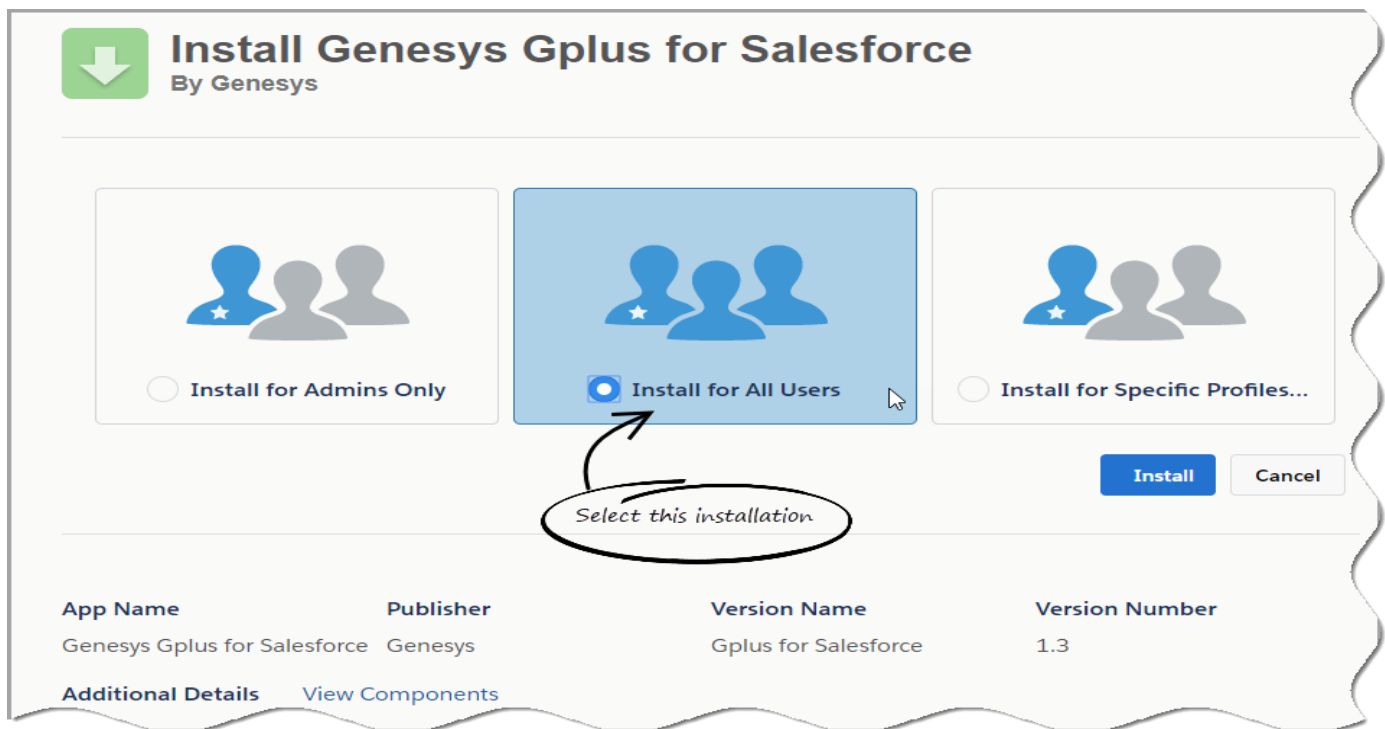 Install Genesys Gplus for Salesforce
By Genesys
Install for Admins Only
Install for All Users
Install for Specific Profiles...
Install
Cancel
Select this installation
App Name
Publisher
Version Name
Version Number
Genesys Gplus for Salesforce
Genesys
Gplus for Salesforce
1.3
Additional Details
View Components